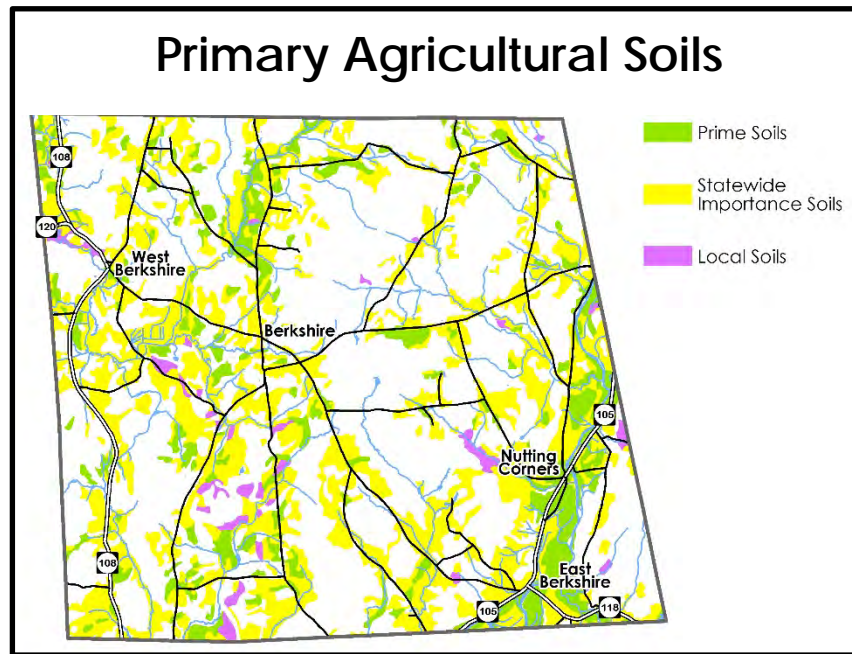 Primary Agricultural Soils
Prime Soils
Statewide
Importance Soils
Local Soils
108
120
West
Berkshire
Berkshire
105
Nutting
Corners
108
East
Berkshire
105
118